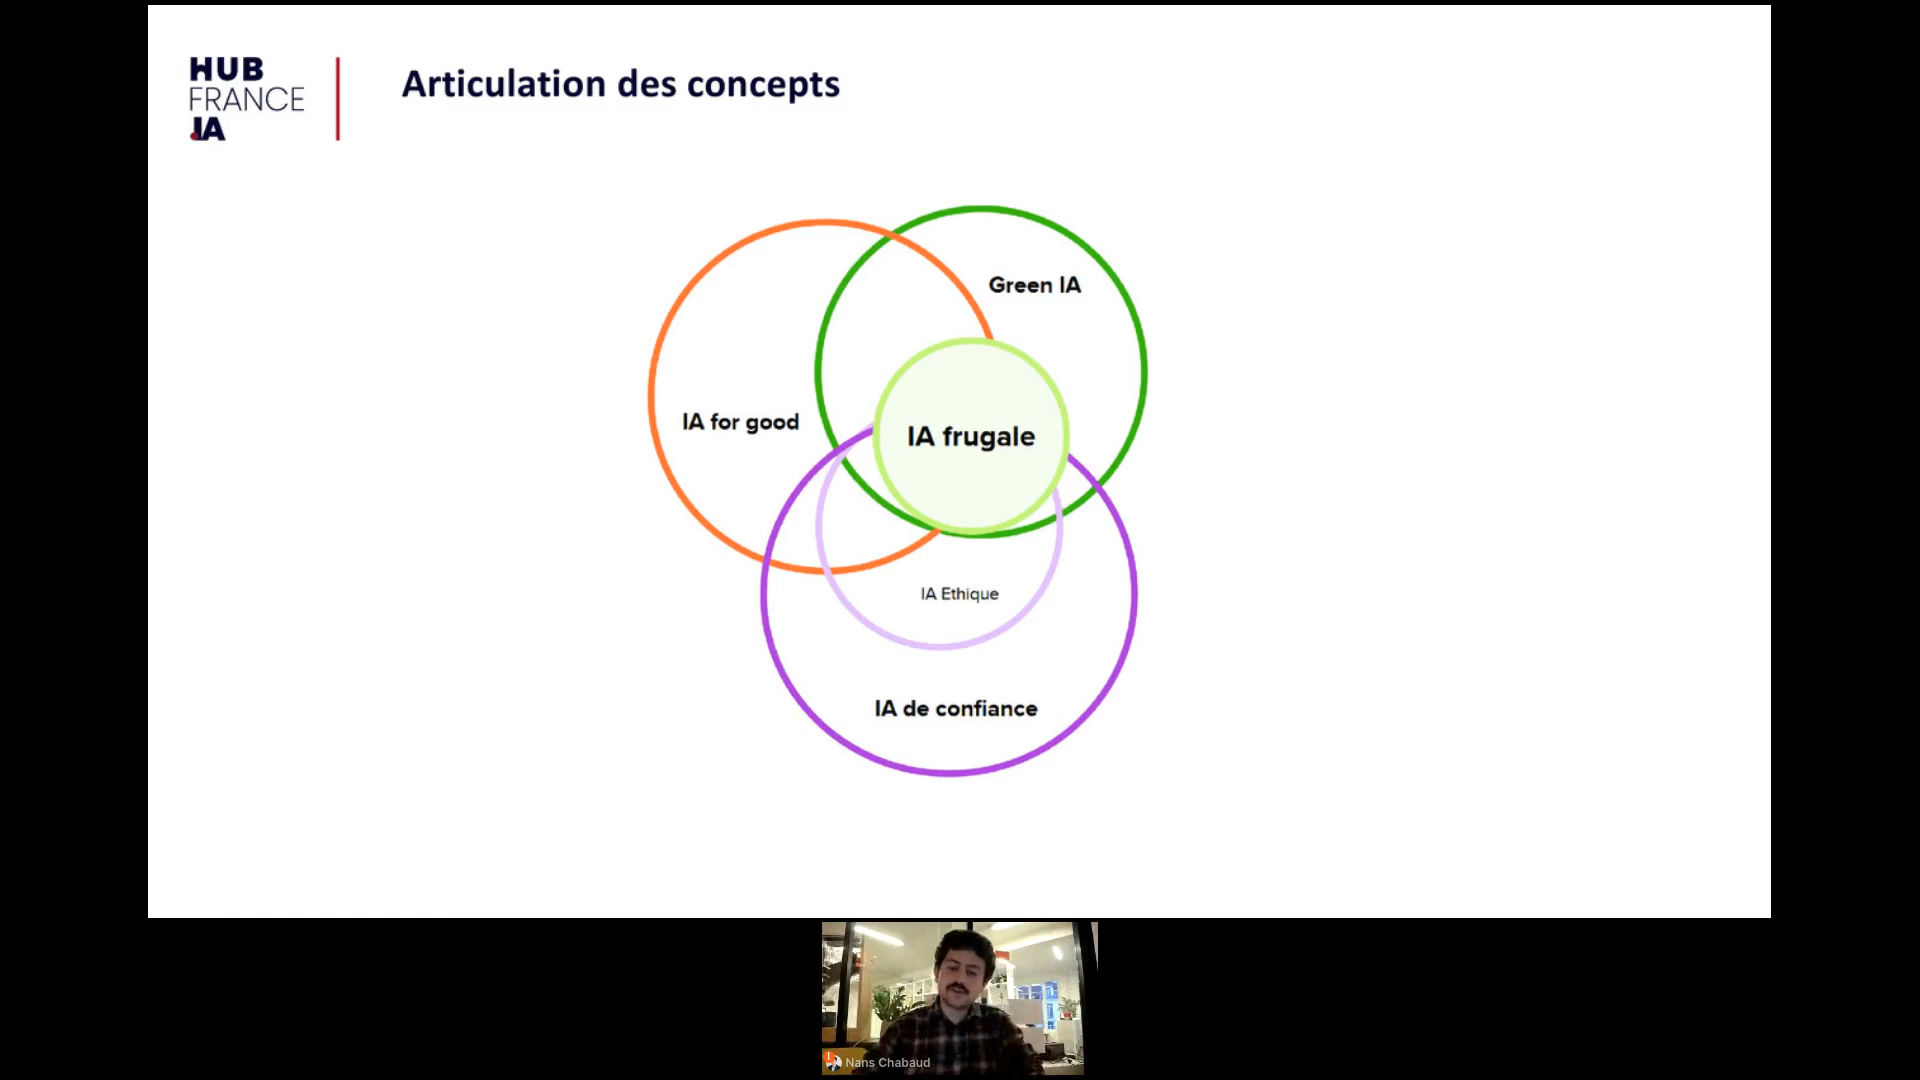 HUB
FRANCE
IA
Articulation des concepts
Green IA
IA for good
IA frugale
IA Ethique
IA de confiance
Nans Chabaud